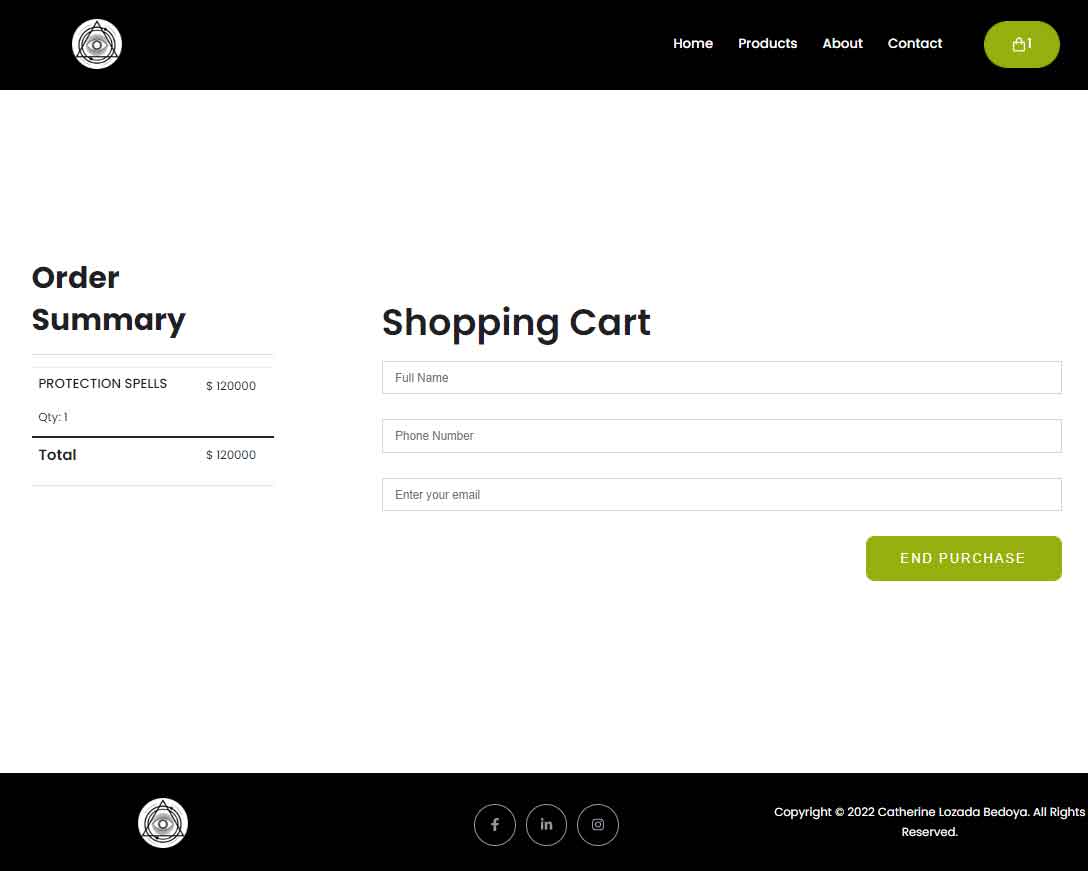 Home Products About Contact 1
Order
Summary
PROTECTION SPELLS $ 120000
Qty: 1
Total $ 120000
Shopping Cart
Full Name
Phone Number
Enter your email
END PURCHASE
Copyright © 2022 Catherine Lozada Bedoya. All Rights
Reserved.